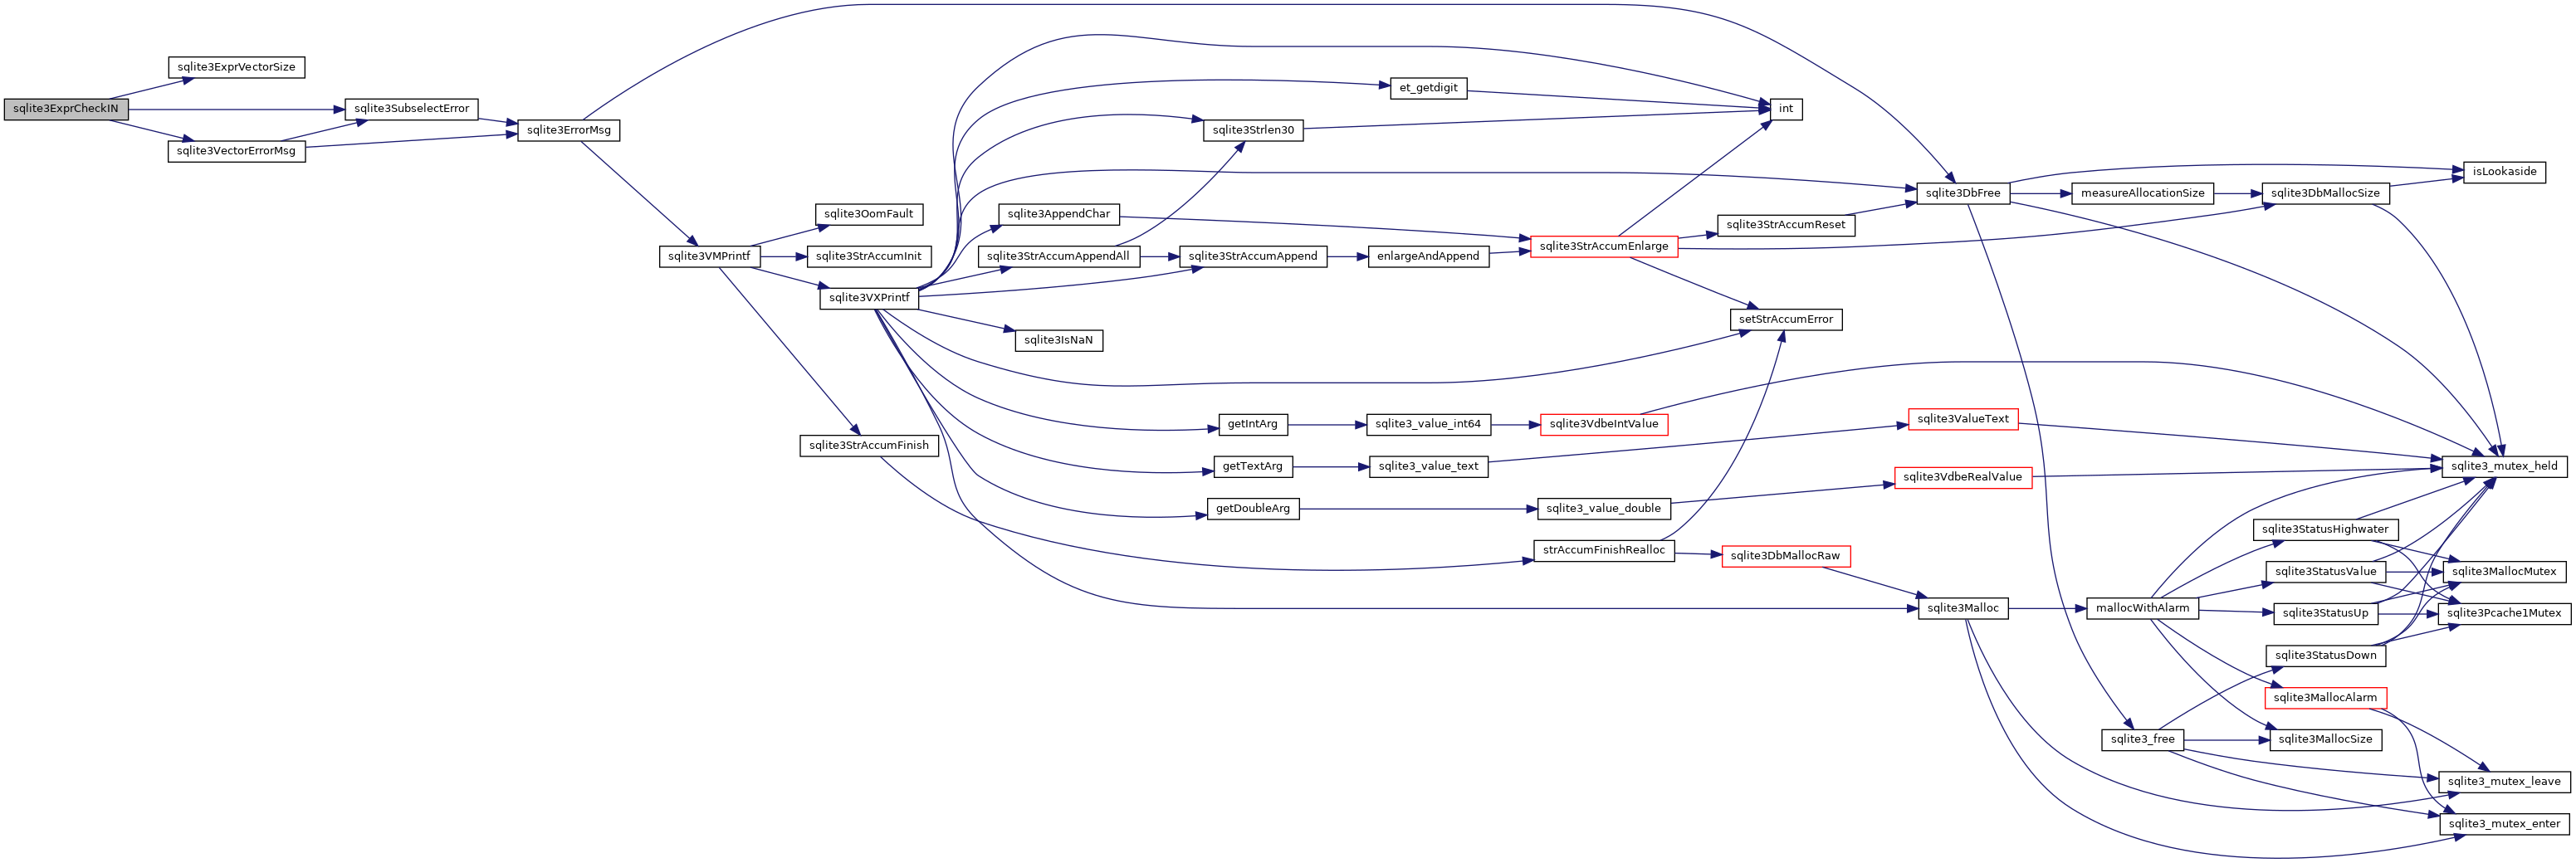 sqlite3ExprCheckIN
sqlite3ExprVectorSize
sqlite3SubselectError
sqlite3VectorErrorMsg
sqlite3ErrorMsg
sqlite3VMPrintf
sqlite3OomFault
sqlite3StrAccumInit
sqlite3VXPrintf
sqlite3StrAccumFinish
sqlite3AppendChar
sqlite3StrAccumAppendAll
sqlite3IsNaN
et_getdigit
sqlite3Strlen30
sqlite3StrAccumAppend
enlargeAndAppend
getIntArg
getTextArg
getDoubleArg
sqlite3_value_int64
sqlite3_value_text
sqlite3_value_double
strAccumFinishRealloc
sqlite3StrAccumEnlarge
sqlite3VdbeIntValue
int
sqlite3StrAccumReset
setStrAccumError
sqlite3DbMallocRaw
sqlite3DbFree
sqlite3ValueText
sqlite3VdbeRealValue
sqlite3Malloc
measureAllocationSize
mallocWithAlarm
sqlite3_free
sqlite3DbMallocSize
sqlite3StatusHighwater
sqlite3StatusValue
sqlite3StatusUp
sqlite3StatusDown
sqlite3MallocAlarm
sqlite3MallocSize
isLookaside
sqlite3_mutex_held
sqlite3MallocMutex
sqlite3Pcache1Mutex
sqlite3_mutex_leave
sqlite3_mutex_enter